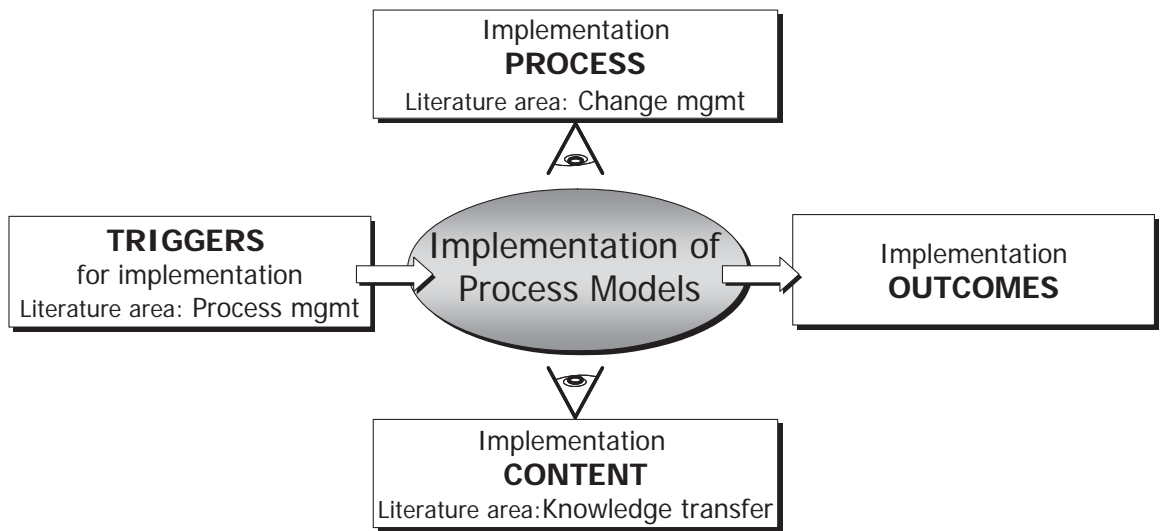 Implementation
PROCESS
Literature area: Change mgmt
TRIGGERS
for implementation
Literature area: Process mgmt
Implementation of
Process Models
Implementation
OUTCOMES
Implementation
CONTENT
Literature area:Knowledge transfer